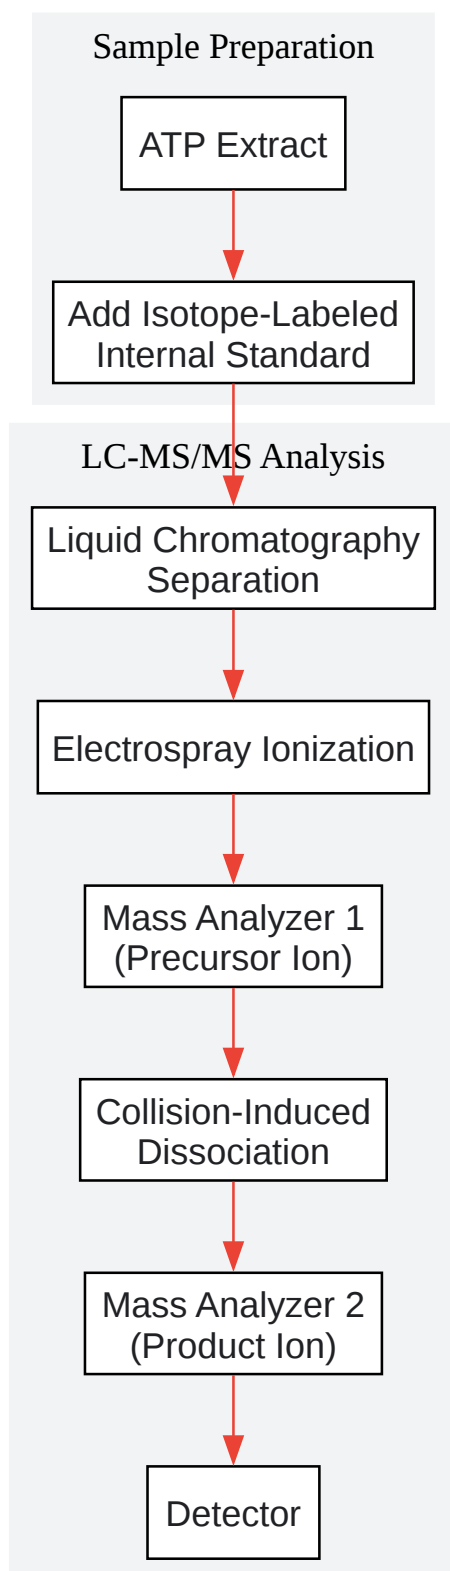 Sample Preparation
ATP Extract
Add Isotope-Labeled
Internal Standard
LC-MS/MS Analysis
Liquid Chromatography
Separation
Electrospray Ionization
Mass Analyzer 1
(Precursor Ion)
Collision-Induced
Dissociation
Mass Analyzer 2
(Product Ion)
Detector